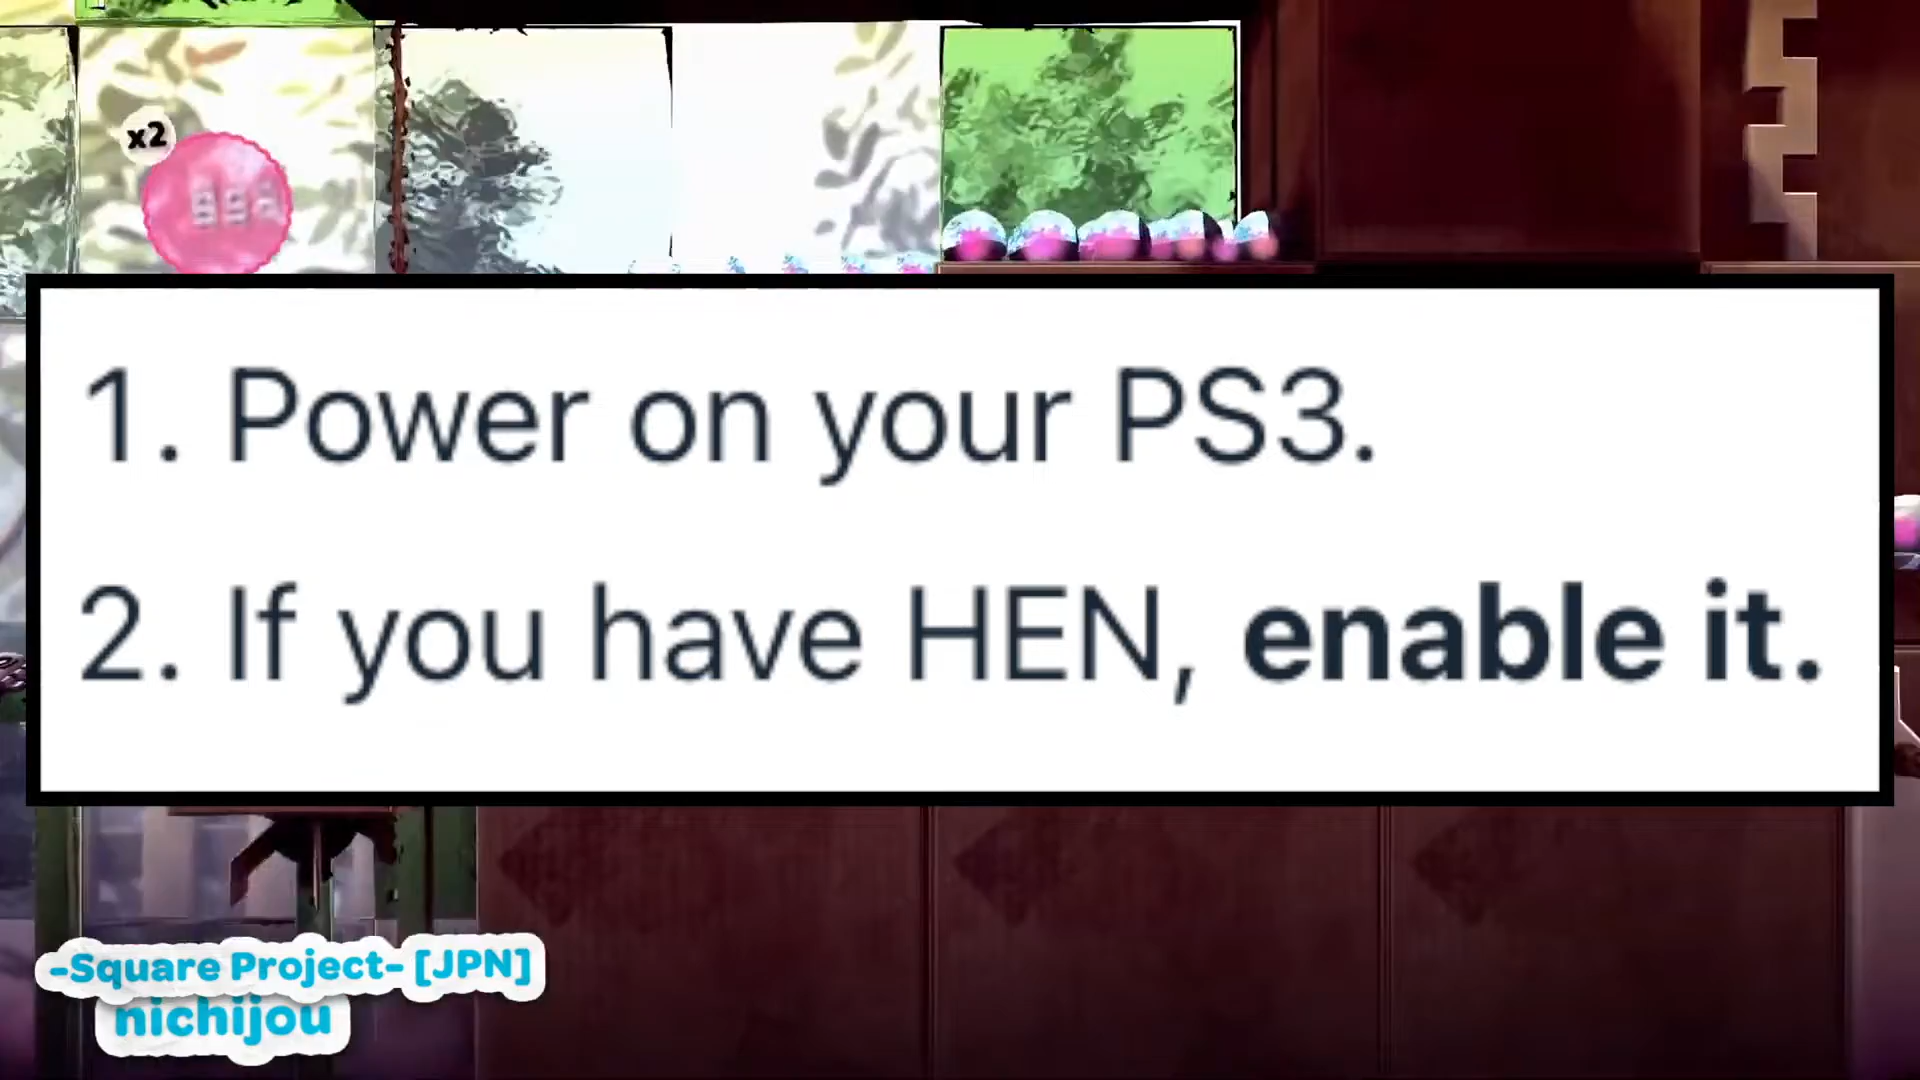 x2
1. Power on your PS3.
2. If you have HEN, enable it.
-Square Project- [JPN]
nichijou